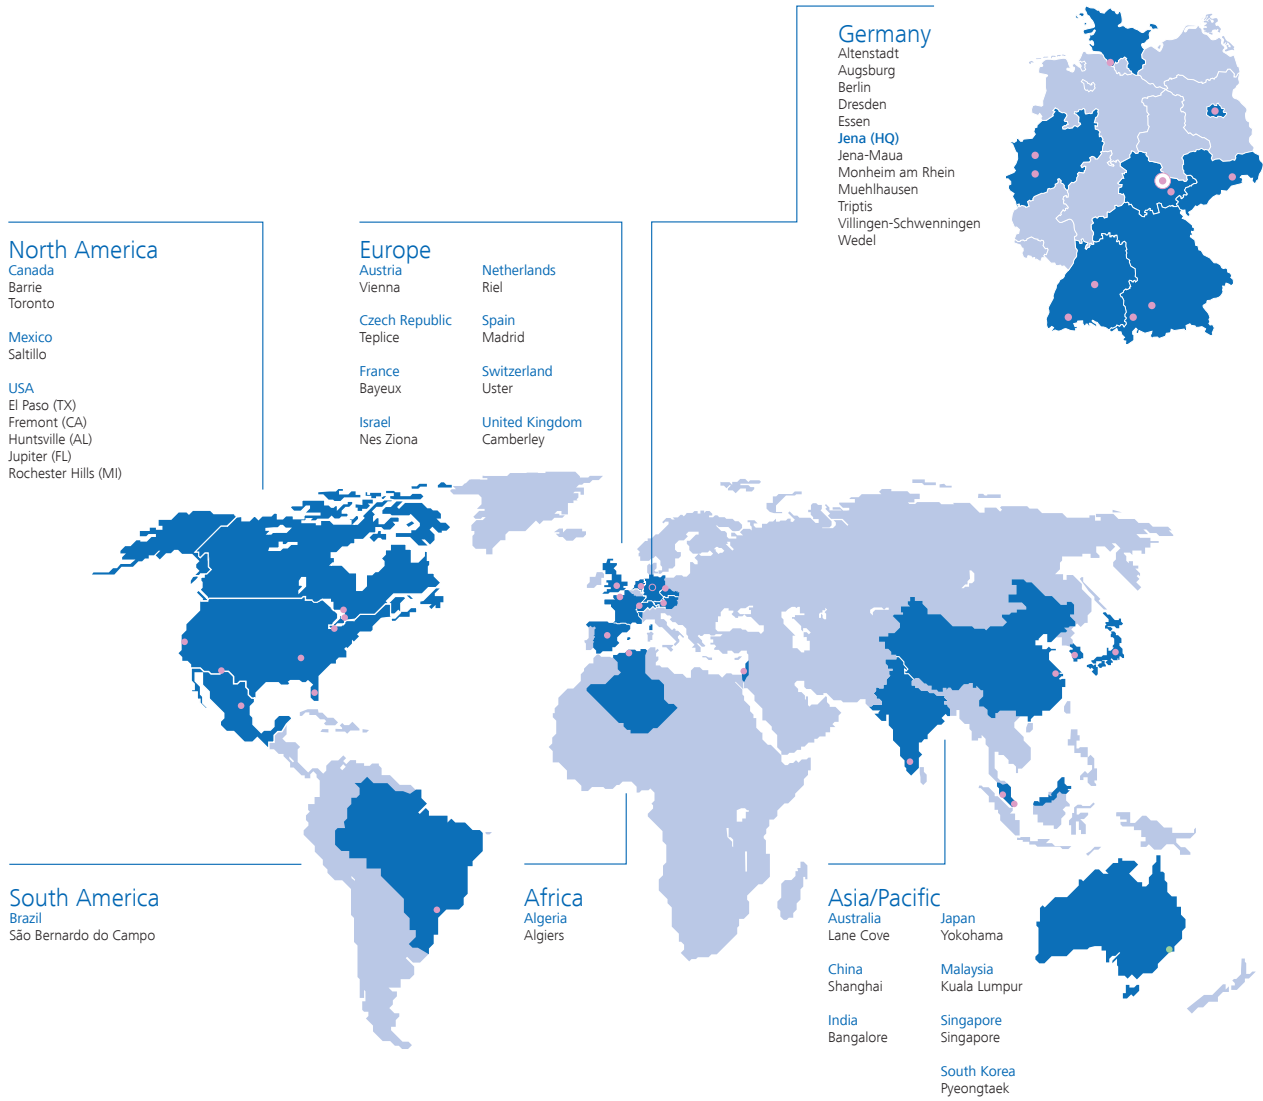 Germany
Altenstadt
Augsburg
Berlin
Dresden
Essen
Jena (HQ)
Jena-Maua
Monheim am Rhein
Muehlhausen
Triptis
Villingen-Schwenningen
Wedel
North America
Canada
Barrie
Toronto
Mexico
Saltillo
USA
El Paso (TX)
Fremont (CA)
Huntsville (AL)
Jupiter (FL)
Rochester Hills (MI)
Europe
Austria
Vienna
Czech Republic
Teplice
France
Bayeux
Israel
Nes Ziona
Netherlands
Riel
Spain
Madrid
Switzerland
Uster
United Kingdom
Camberley
South America
Brazil
São Bernardo do Campo
Africa
Algeria
Algiers
Asia/Pacific
Australia
Lane Cove
China
Shanghai
India
Bangalore
Japan
Yokohama
Malaysia
Kuala Lumpur
Singapore
Singapore
South Korea
Pyeongtaek